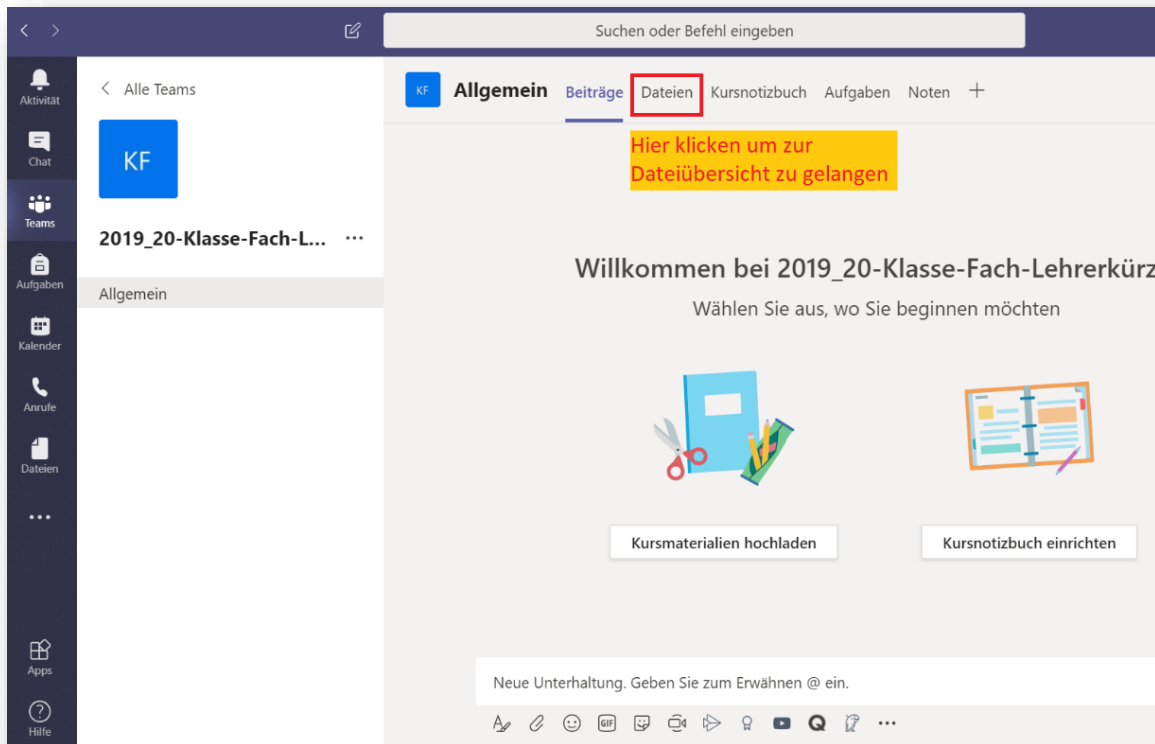 Suchen oder Befehl eingeben
Aktivität
Chat
Teams
Aufgaben
Kalender
Anrufe
Dateien
Apps
Hilfe
Alle Teams
KF
2019_20-Klasse-Fach-L... ...
Allgemein
KF Allgemein Beiträge Dateien Kursnotizbuch Aufgaben Noten +
Hier klicken um zur
Dateiübersicht zu gelangen
Willkommen bei 2019_20-Klasse-Fach-Lehrerkürz
Wählen Sie aus, wo Sie beginnen möchten
Kursmaterialien hochladen
Kursnotizbuch einrichten
Neue Unterhaltung. Geben Sie zum Erwähnen @ ein.
GIF